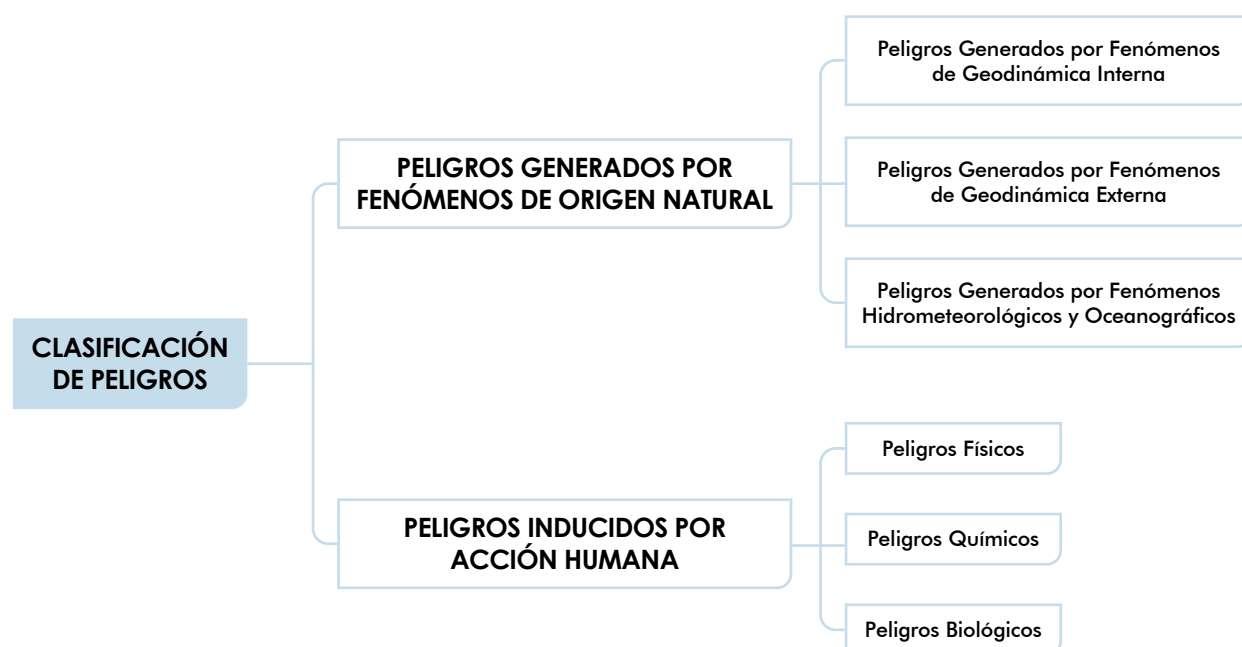 CLASIFICACIÓN
DE PELIGROS
PELIGROS GENERADOS POR
FENÓMENOS DE ORIGEN NATURAL
Peligros Generados por Fenómenos
de Geodinámica Interna
Peligros Generados por Fenómenos
de Geodinámica Externa
Peligros Generados por Fenómenos
Hidrometeorológicos y Oceanográficos
PELIGROS INDUCIDOS POR
ACCIÓN HUMANA
Peligros Físicos
Peligros Químicos
Peligros Biológicos